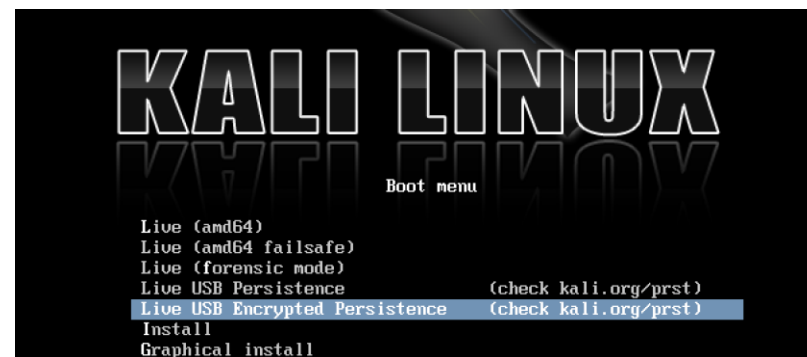 KALI LINUX
Boot menu
Live (amd64)
Live (amd64 failsafe)
Live (forensic mode)
Live USB Persistence (check kali.org/prst)
Live USB Encrypted Persistence (check kali.org/prst)
Install
Graphical install